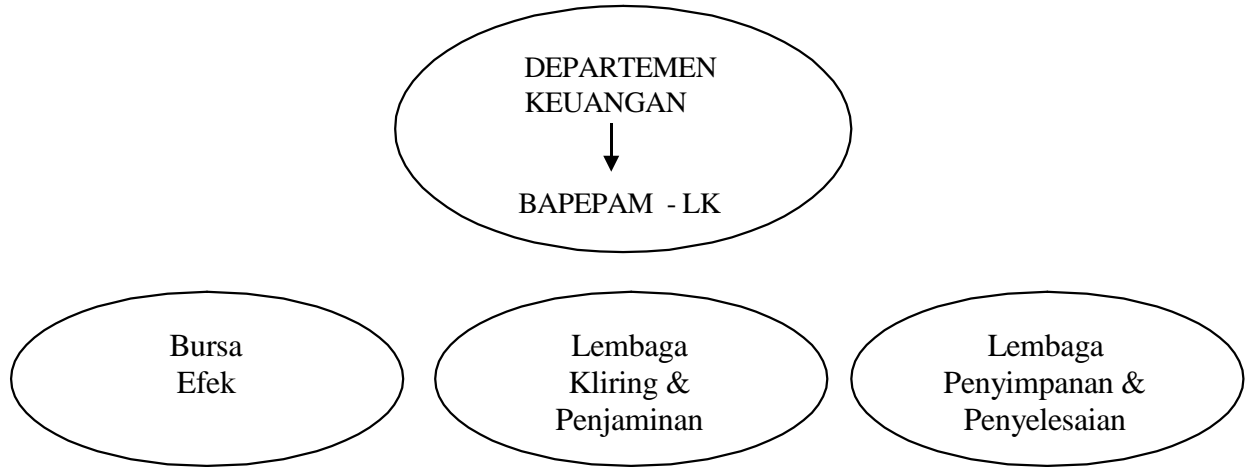 DEPARTEMEN
KEUANGAN
BAPEPAM - LK
Bursa
Efek
Lembaga
Kliring &
Penjaminan
Lembaga
Penyimpanan &
Penyelesaian